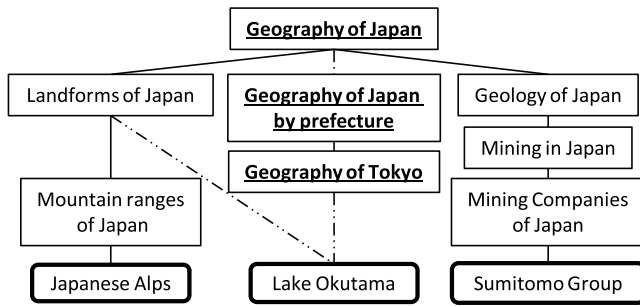 Geography of Japan
Landforms of Japan
Geography of Japan
by prefecture
Geology of Japan
Mining in Japan
Geography of Tokyo
Mountain ranges
of Japan
Mining Companies
of Japan
Japanese Alps
Lake Okutama
Sumitomo Group